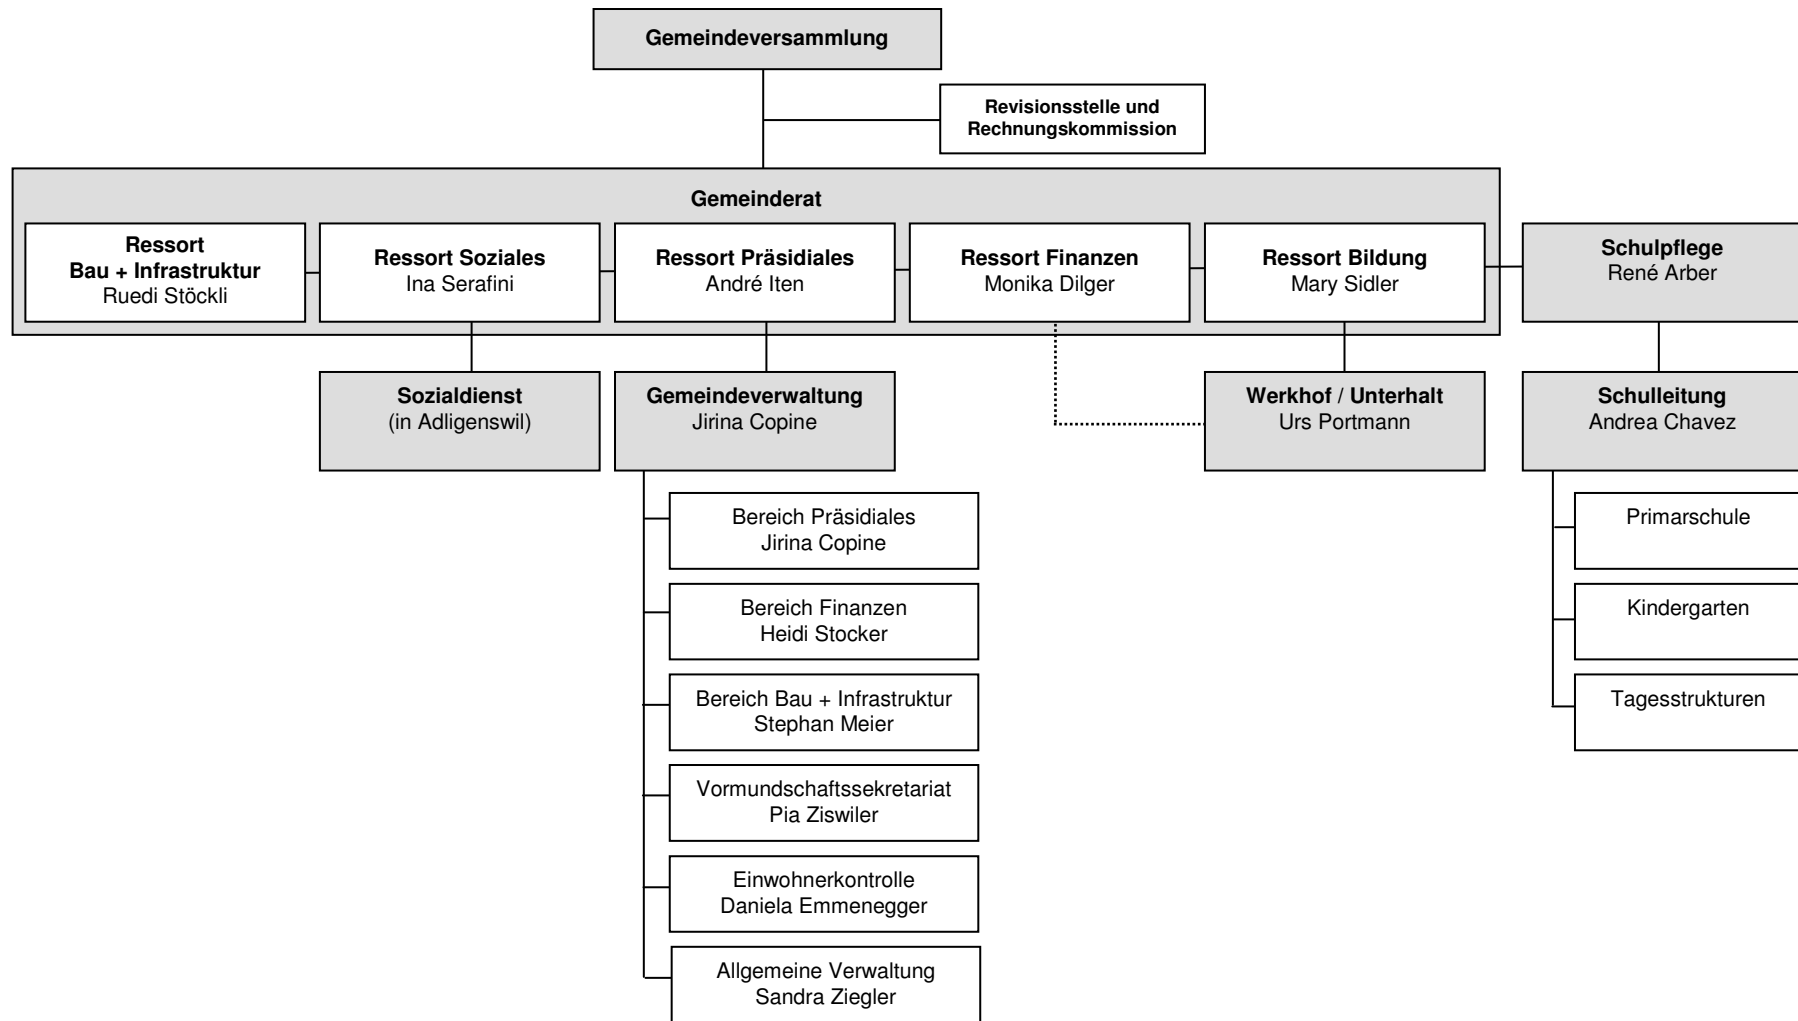 Gemeindeversammlung
Revisionsstelle und
Rechnungskommission
Gemeinderat
Ressort
Bau + Infrastruktur
Ruedi Stöckli
Ressort Soziales
Ina Serafini
Ressort Präsidiales
André Iten
Ressort Finanzen
Monika Dilger
Ressort Bildung
Mary Sidler
Schulpflege
René Arber
Sozialdienst
(in Adligenswil)
Gemeindeverwaltung
Jirina Copine
Werkhof / Unterhalt
Urs Portmann
Schulleitung
Andrea Chavez
Bereich Präsidiales
Jirina Copine
Bereich Finanzen
Heidi Stocker
Bereich Bau + Infrastruktur
Stephan Meier
Vormundschaftssekretariat
Pia Ziswiler
Einwohnerkontrolle
Daniela Emmenegger
Allgemeine Verwaltung
Sandra Ziegler
Primarschule
Kindergarten
Tagesstrukturen